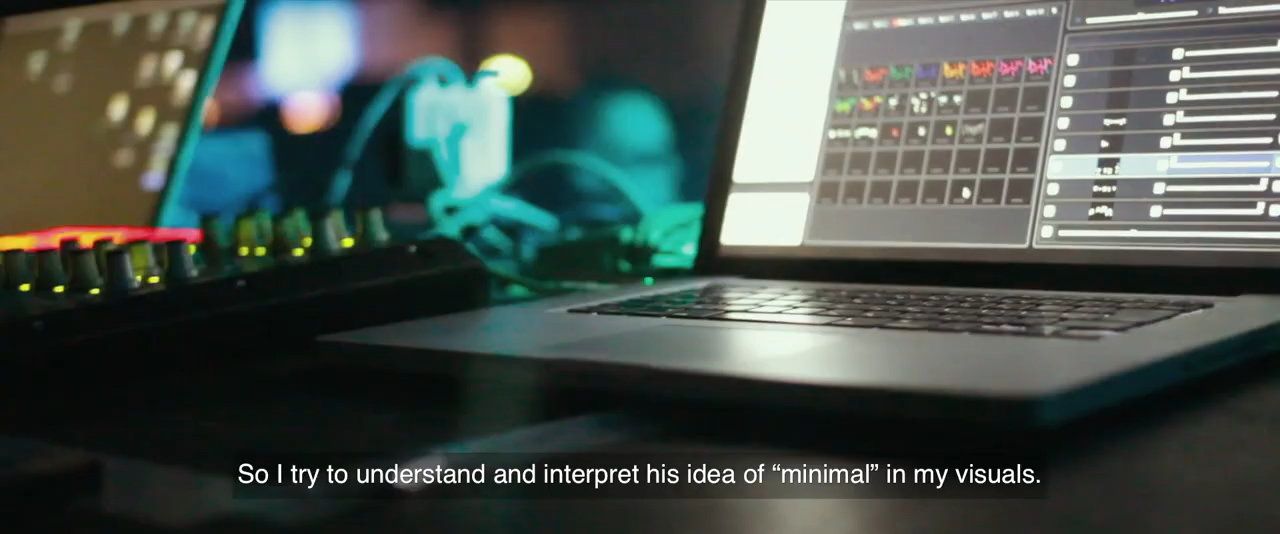 So I try to understand and interpret his idea of “minimal” in my visuals.